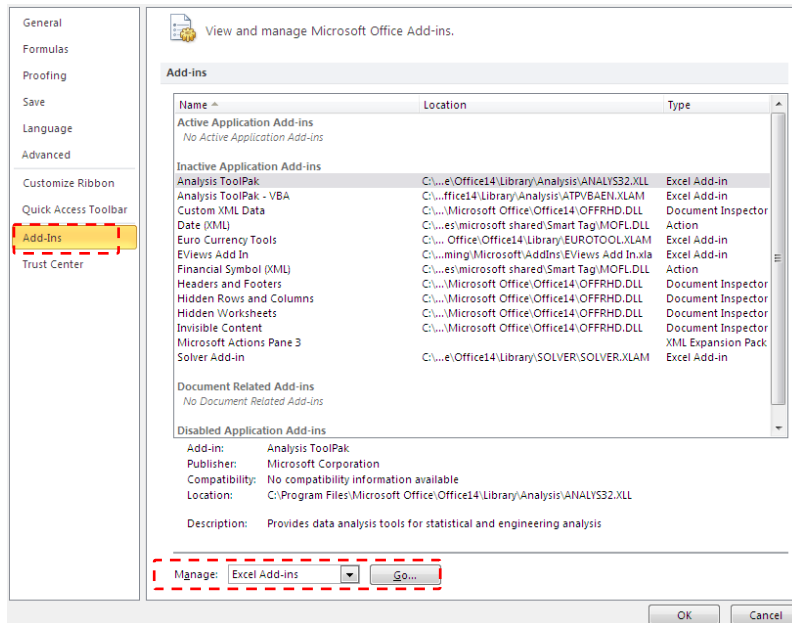 General
Formulas
Proofing
Save
Language
Advanced
Customize Ribbon
Quick Access Toolbar
Add-Ins
Trust Center
View and manage Microsoft Office Add-ins.
Add-ins
Name Location Type
Active Application Add-ins
No Active Application Add-ins
Inactive Application Add-ins
Analysis ToolPak C:\...e\Office14\Library\Analysis\ANALYS32.XLL Excel Add-in
Analysis ToolPak - VBA C:\...ffice14\Library\Analysis\ATPVBAEN.XLAM Excel Add-in
Custom XML Data C:\...\Microsoft Office\Office14\OFFRHD.DLL Document Inspector
Date (XML) C:\...es\microsoft shared\Smart Tag\MOFL.DLL Action
Euro Currency Tools C:\... Office\Office14\Library\EUROTOOL.XLAM Excel Add-in
EViews Add In C:\...ming\Microsoft\AddIns\EViews Add In.xla Excel Add-in
Financial Symbol (XML) C:\...es\microsoft shared\Smart Tag\MOFL.DLL Action
Headers and Footers C:\...\Microsoft Office\Office14\OFFRHD.DLL Document Inspector
Hidden Rows and Columns C:\...\Microsoft Office\Office14\OFFRHD.DLL Document Inspector
Hidden Worksheets C:\...\Microsoft Office\Office14\OFFRHD.DLL Document Inspector
Invisible Content C:\...\Microsoft Office\Office14\OFFRHD.DLL Document Inspector
Microsoft Actions Pane 3 XML Expansion Pack
Solver Add-in C:\...e\Office14\Library\SOLVER\SOLVER.XLAM Excel Add-in
Document Related Add-ins
No Document Related Add-ins
Disabled Application Add-ins
Add-in: Analysis ToolPak
Publisher: Microsoft Corporation
Compatibility: No compatibility information available
Location: C:\Program Files\Microsoft Office\Office14\Library\Analysis\ANALYS32.XLL
Description: Provides data analysis tools for statistical and engineering analysis
Manage: Excel Add-ins Go...
OK Cancel